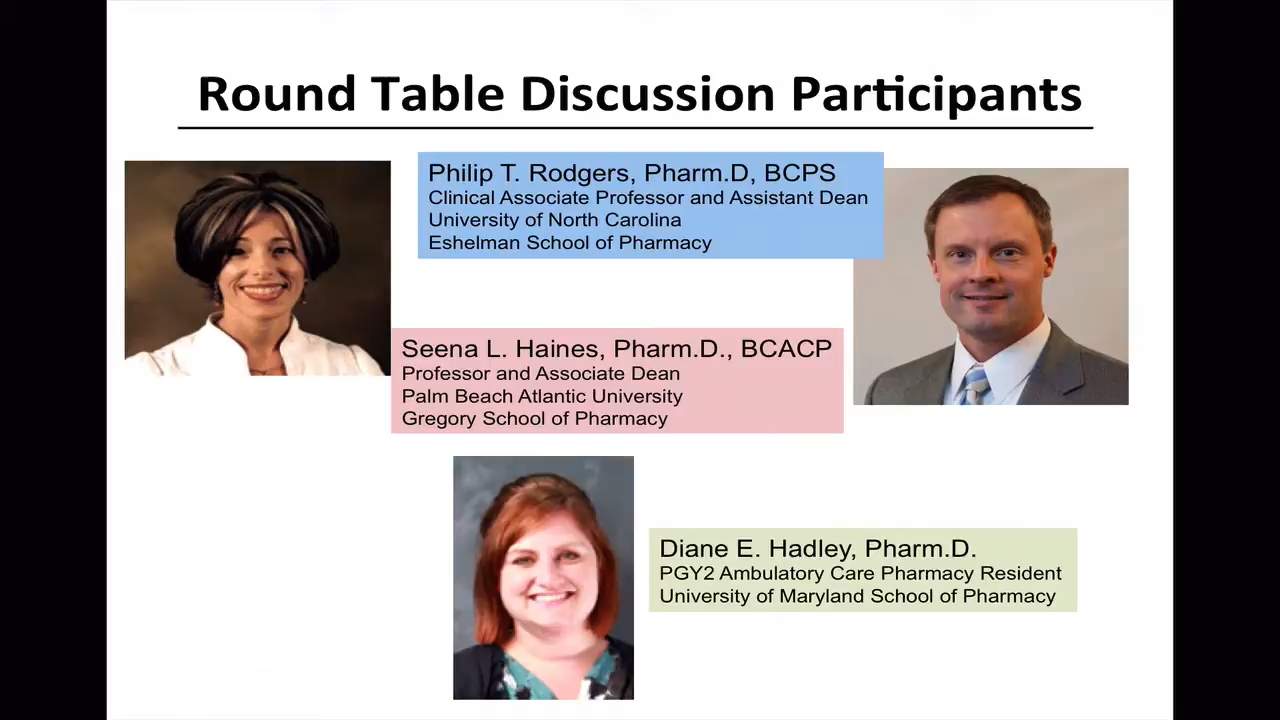 Round Table Discussion Participants
Philip T. Rodgers, Pharm.D, BCPS
Clinical Associate Professor and Assistant Dean
University of North Carolina
Eshelman School of Pharmacy
Seena L. Haines, Pharm.D., BCACP
Professor and Associate Dean
Palm Beach Atlantic University
Gregory School of Pharmacy
Diane E. Hadley, Pharm.D.
PGY2 Ambulatory Care Pharmacy Resident
University of Maryland School of Pharmacy